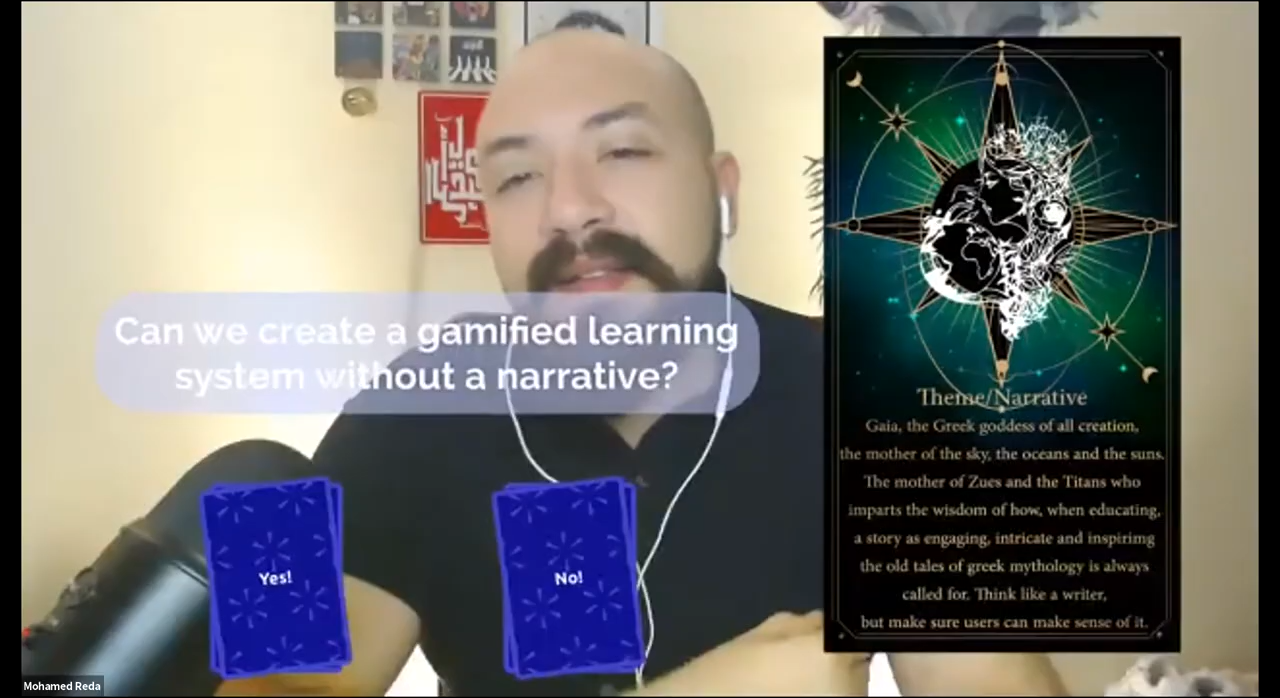 Can we create a gamified learning
system without a narrative?
Yes!
No!
Theme/Narrative
Gaia, the Greek goddess of all creation,
the mother of the sky, the oceans and the suns.
The mother of Zues and the Titans who
imparts the wisdom of how, when educating,
a story as engaging, intricate and inspiring
the old tales of greek mythology is always
called for. Think like a writer,
but make sure users can make sense of it.
Mohamed Reda